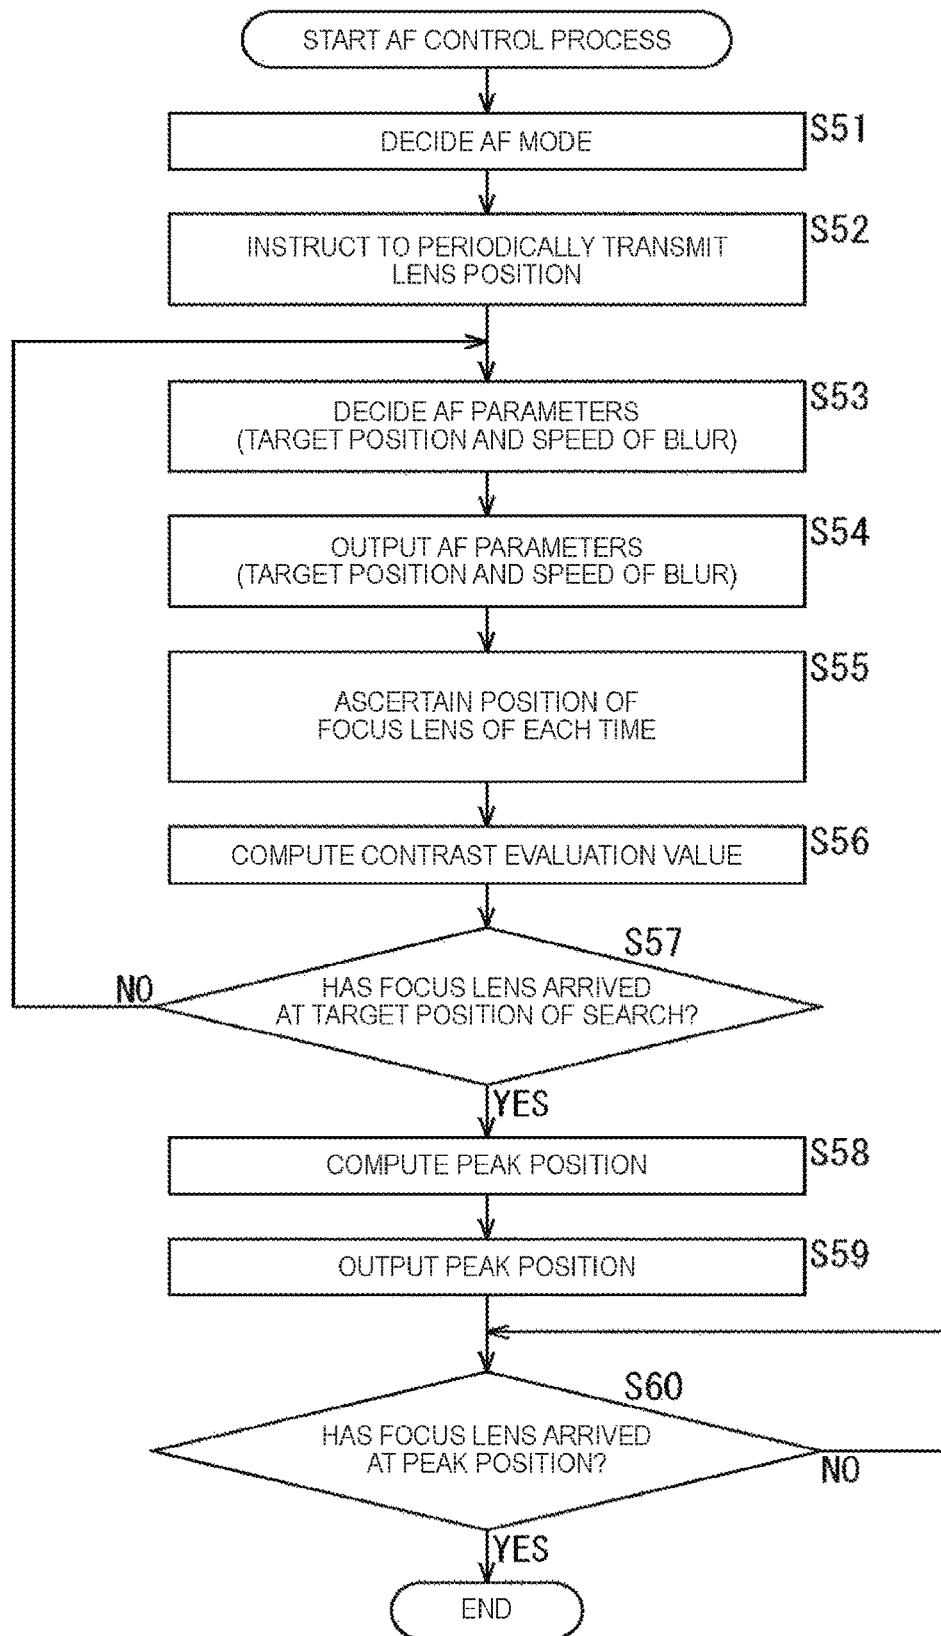 START AF CONTROL PROCESS
S51
DECIDE AF MODE
S52
INSTRUCT TO PERIODICALLY TRANSMIT
LENS POSITION
S53
DECIDE AF PARAMETERS
(TARGET POSITION AND SPEED OF BLUR)
S54
OUTPUT AF PARAMETERS
(TARGET POSITION AND SPEED OF BLUR)
S55
ASCERTAIN POSITION OF
FOCUS LENS OF EACH TIME
S56
COMPUTE CONTRAST EVALUATION VALUE
S57
NO
HAS FOCUS LENS ARRIVED
AT TARGET POSITION OF SEARCH?
YES
S58
COMPUTE PEAK POSITION
S59
OUTPUT PEAK POSITION
S60
HAS FOCUS LENS ARRIVED
AT PEAK POSITION?
NO
YES
END